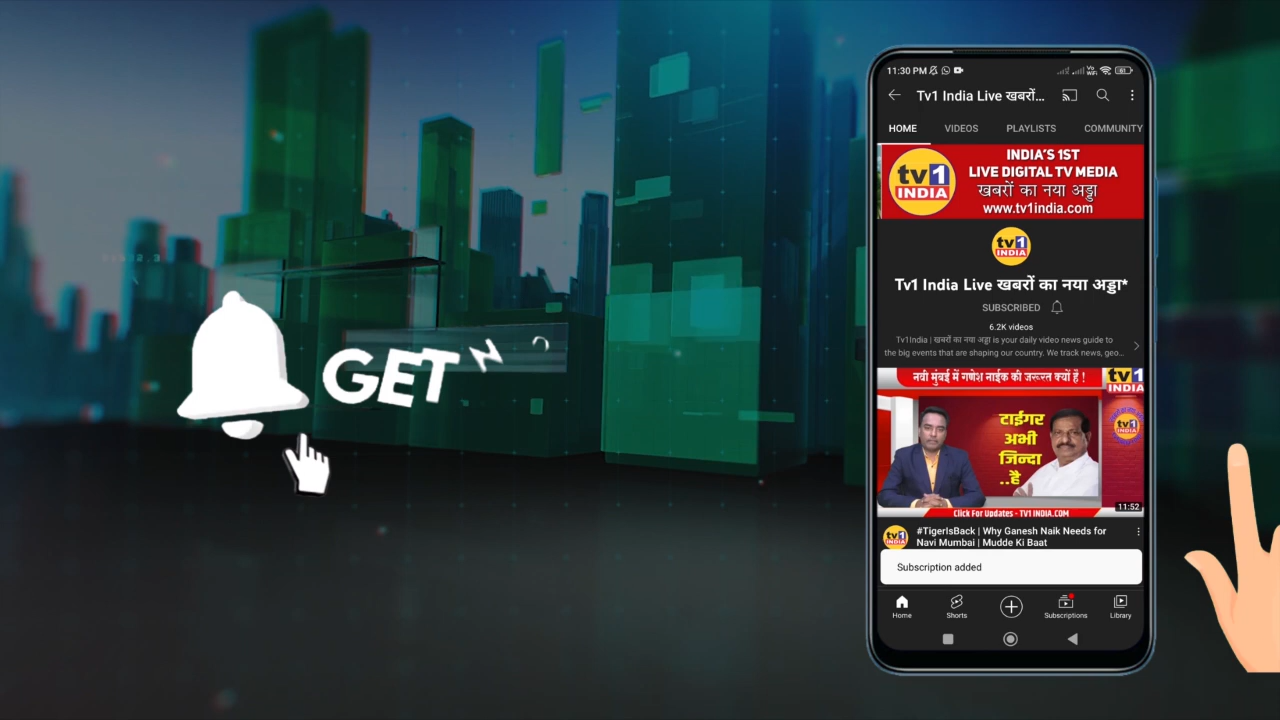 GET
11:30 PM
Tv1 India Live खबरों...
HOME VIDEOS PLAYLISTS COMMUNITY
tv1
INDIA
INDIA'S 1ST
LIVE DIGITAL TV MEDIA
खबरों का नया अड्डा
www.tv1india.com
tv1
INDIA
Tv1 India Live खबरों का नया अड्डा*
SUBSCRIBED
6.2K videos
Tv1India | खबरों का नया अड्डा is your daily video news guide to
the big events that are shaping our country. We track news, geo...
नवी मुंबई में गणेश नाईक की जरूरत क्यों है !
tv1
INDIA
टाईगर
अभी
जिन्दा
..है
tv1
INDIA
11:52
Click For Updates - TV1 INDIA.COM
tv1
INDIA
#TigerIsBack | Why Ganesh Naik Needs for
Navi Mumbai | Mudde Ki Baat
Subscription added
Home Shorts Subscriptions Library